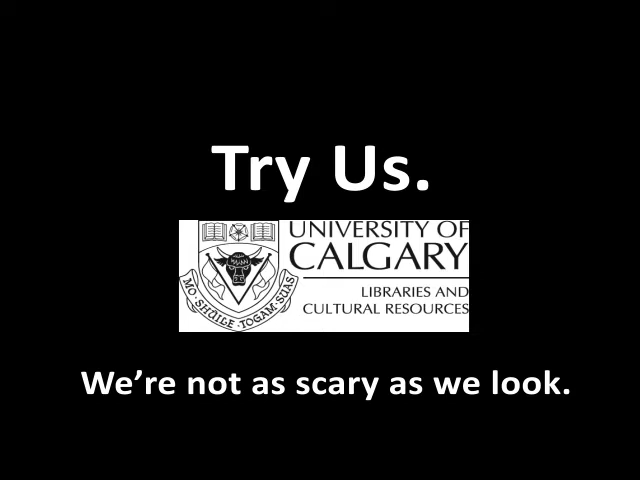 Try Us.
UNIVERSITY OF
CALGARY
LIBRARIES AND
CULTURAL RESOURCES
MO·SHÙILE·TOGAM·SUAS
We’re not as scary as we look.